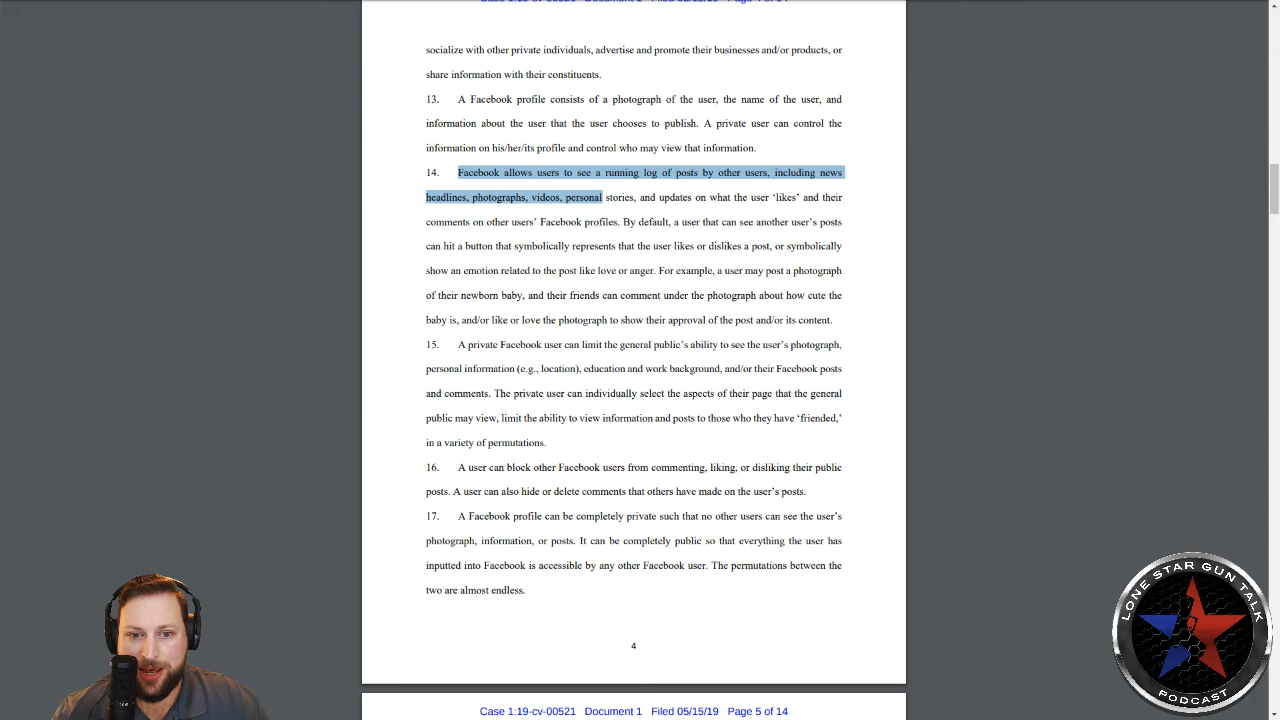 Case 1:19-cv-00521 Document 1 Filed 05/15/19 Page 4 of 14
socialize with other private individuals, advertise and promote their businesses and/or products, or
share information with their constituents.
13. A Facebook profile consists of a photograph of the user, the name of the user, and
information about the user that the user chooses to publish. A private user can control the
information on his/her/its profile and control who may view that information.
14. Facebook allows users to see a running log of posts by other users, including news
headlines, photographs, videos, personal stories, and updates on what the user ‘likes’ and their
comments on other users’ Facebook profiles. By default, a user that can see another user’s posts
can hit a button that symbolically represents that the user likes or dislikes a post, or symbolically
show an emotion related to the post like love or anger. For example, a user may post a photograph
of their newborn baby, and their friends can comment under the photograph about how cute the
baby is, and/or like or love the photograph to show their approval of the post and/or its content.
15. A private Facebook user can limit the general public’s ability to see the user’s photograph,
personal information (e.g., location), education and work background, and/or their Facebook posts
and comments. The private user can individually select the aspects of their page that the general
public may view, limit the ability to view information and posts to those who they have ‘friended,’
in a variety of permutations.
16. A user can block other Facebook users from commenting, liking, or disliking their public
posts. A user can also hide or delete comments that others have made on the user’s posts.
17. A Facebook profile can be completely private such that no other users can see the user’s
photograph, information, or posts. It can be completely public so that everything the user has
inputted into Facebook is accessible by any other Facebook user. The permutations between the
two are almost endless.
4
Case 1:19-cv-00521 Document 1 Filed 05/15/19 Page 5 of 14
LONE STAR GUN TALK
PODCAST